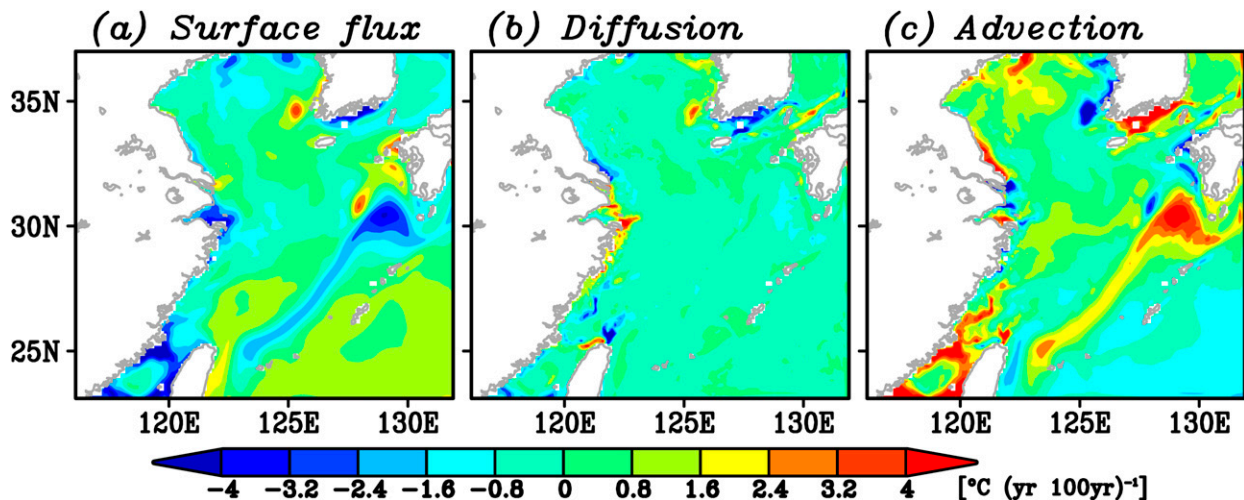 (a) Surface flux (b) Diffusion (c) Advection
35N
30N
25N
120E 125E 130E 120E 125E 130E 120E 125E 130E
−4 −3.2 −2.4 −1.6 −0.8 0 0.8 1.6 2.4 3.2 4 [°C (yr 100yr)⁻¹]